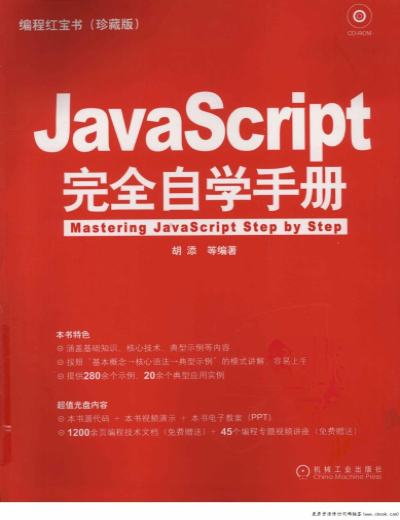 编程红宝书（珍藏版）
CD-ROM
JavaScript
完全自学手册
Mastering JavaScript Step by Step
胡 添 等编著
本书特色
涵盖基础知识、核心技术、典型示例等内容
按照“基本概念→核心语法→典型示例”的模式讲解，容易上手
提供280余个示例、20余个典型应用实例
超值光盘内容
本书源代码 + 本书视频演示 + 本书电子教案（PPT）
1200余页编程技术文档（免费赠送）+ 45个编程专题视频讲座（免费赠送）
机械工业出版社
China Machine Press